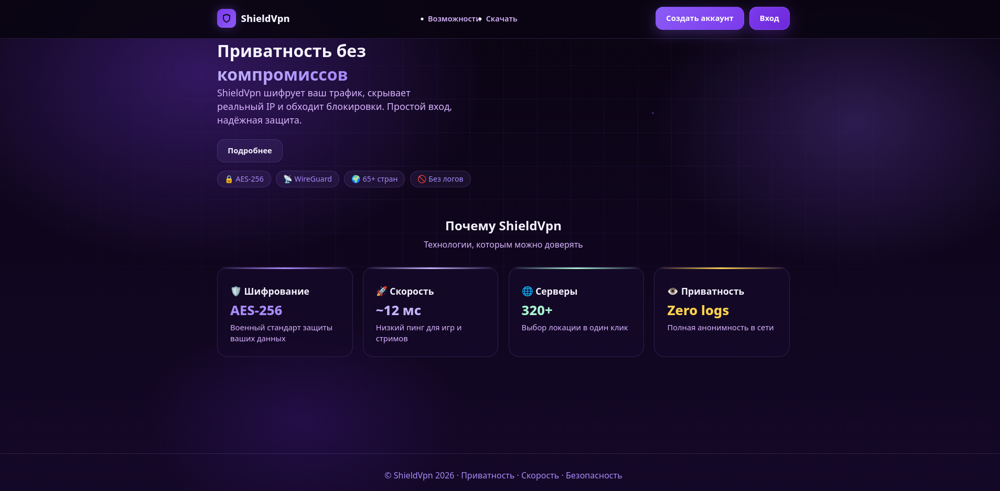 ShieldVpn
• Возможности
• Скачать
Создать аккаунт
Вход
Приватность без
компромиссов
ShieldVpn шифрует ваш трафик, скрывает
реальный IP и обходит блокировки. Простой вход,
надёжная защита.
Подробнее
🔒 AES-256
📡 WireGuard
🌍 65+ стран
🚫 Без логов
Почему ShieldVpn
Технологии, которым можно доверять
🛡️ Шифрование
AES-256
Военный стандарт защиты
ваших данных
🚀 Скорость
~12 мс
Низкий пинг для игр и
стримов
🌐 Серверы
320+
Выбор локации в один клик
👁️ Приватность
Zero logs
Полная анонимность в сети
© ShieldVpn 2026 · Приватность · Скорость · Безопасность